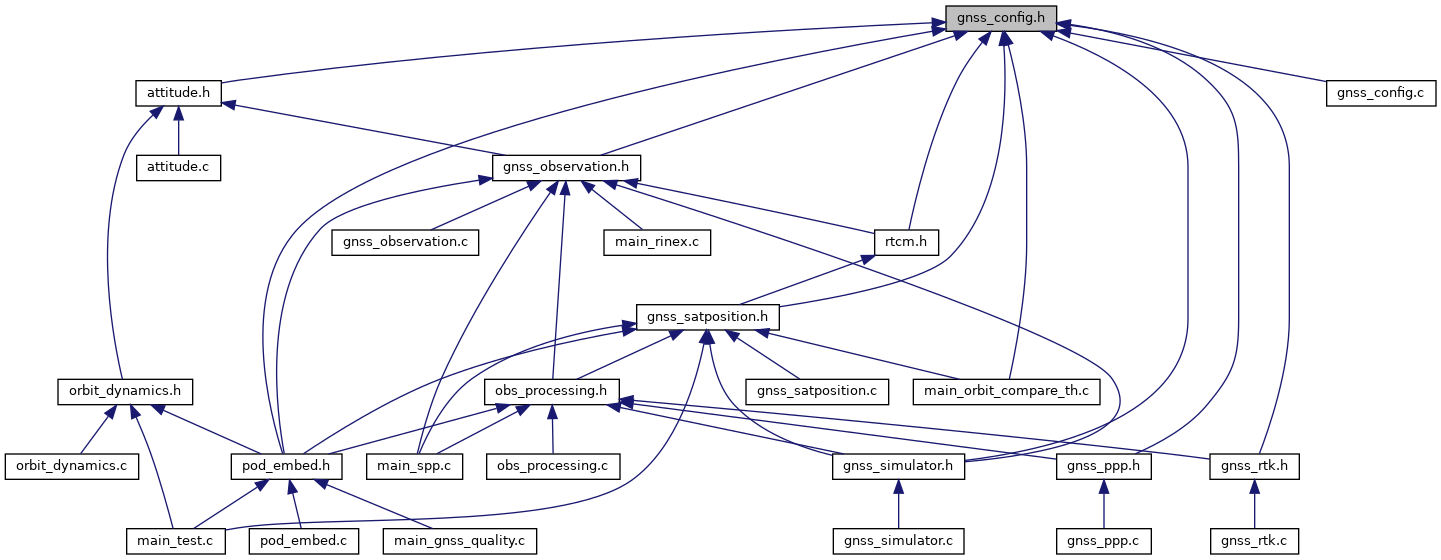 gnss_config.h
attitude.h
gnss_config.c
attitude.c
gnss_observation.h
gnss_observation.c
main_rinex.c
rtcm.h
gnss_satposition.h
orbit_dynamics.h
obs_processing.h
gnss_satposition.c
main_orbit_compare_th.c
orbit_dynamics.c
pod_embed.h
main_spp.c
obs_processing.c
gnss_simulator.h
gnss_ppp.h
gnss_rtk.h
main_test.c
pod_embed.c
main_gnss_quality.c
gnss_simulator.c
gnss_ppp.c
gnss_rtk.c